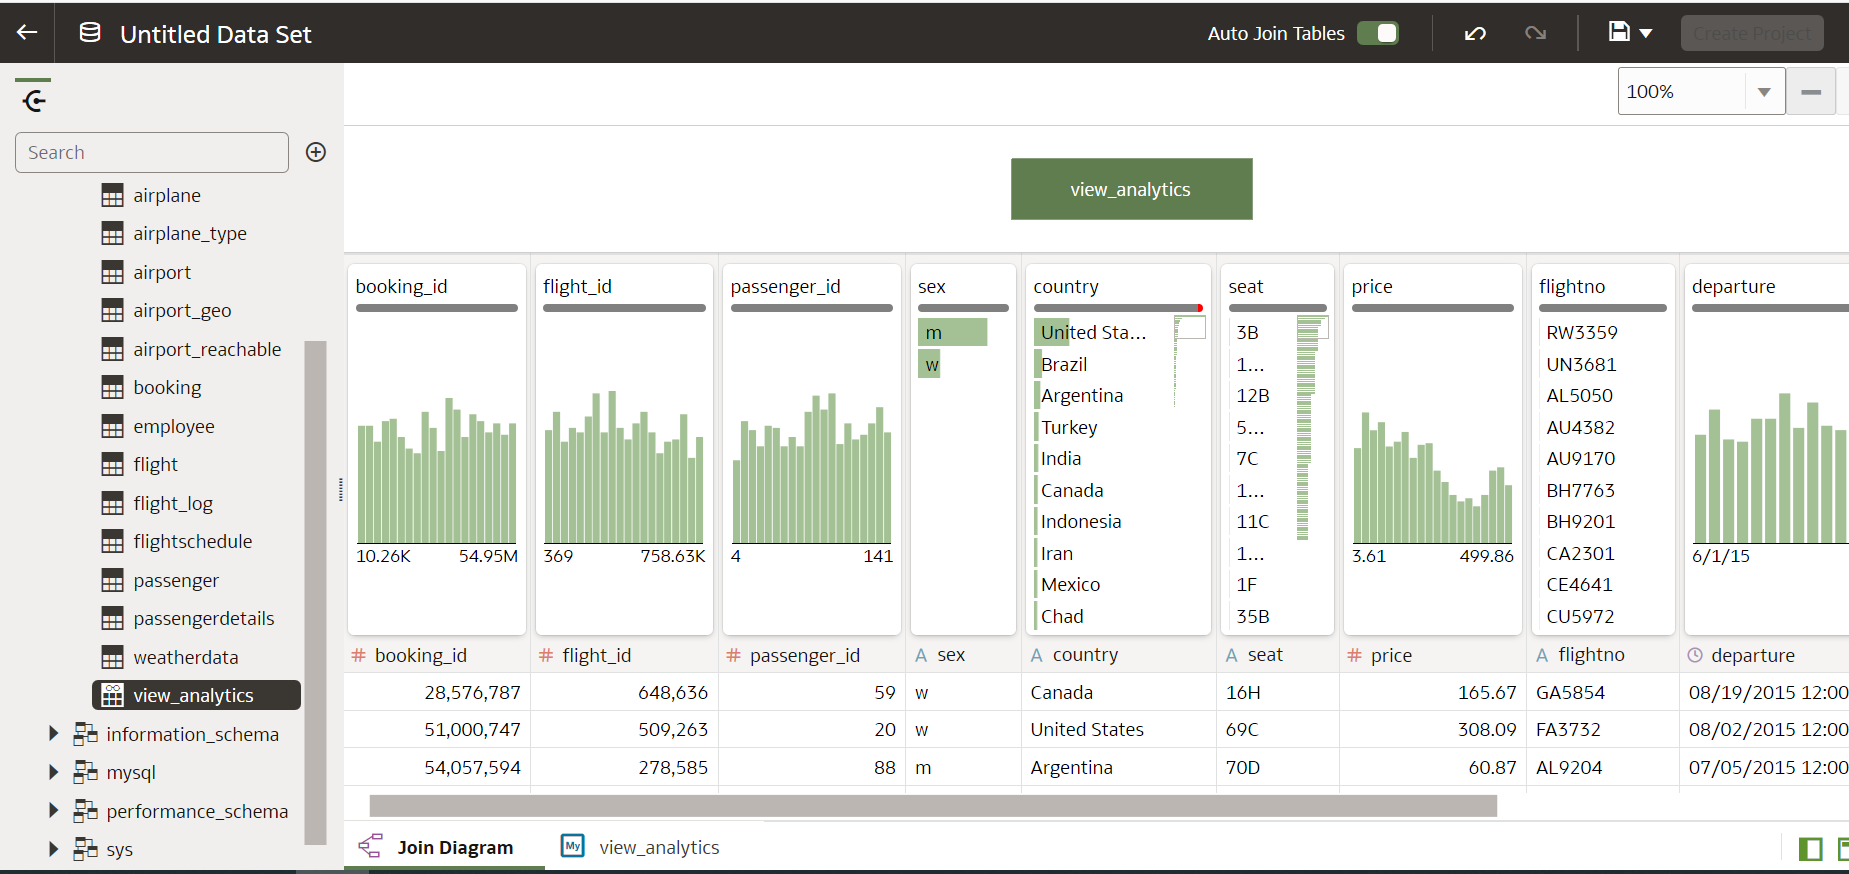 Untitled Data Set
Auto Join Tables
Create Project
100%
Search
airplane
airplane_type
airport
airport_geo
airport_reachable
booking
employee
flight
flight_log
flightschedule
passenger
passengerdetails
weatherdata
view_analytics
information_schema
mysql
performance_schema
sys
view_analytics
booking_id
10.26K 54.95M
flight_id
369 758.63K
passenger_id
4 141
sex
m
w
country
United Sta...
Brazil
Argentina
Turkey
India
Canada
Indonesia
Iran
Mexico
Chad
seat
3B
1...
12B
5...
7C
1...
11C
1...
1F
35B
price
3.61 499.86
flightno
RW3359
UN3681
AL5050
AU4382
AU9170
BH7763
BH9201
CA2301
CE4641
CU5972
departure
6/1/15
# booking_id # flight_id # passenger_id A sex A country A seat # price A flightno departure
28,576,787 648,636 59 w Canada 16H 165.67 GA5854 08/19/2015 12:00
51,000,747 509,263 20 w United States 69C 308.09 FA3732 08/02/2015 12:00
54,057,594 278,585 88 m Argentina 70D 60.87 AL9204 07/05/2015 12:00
Join Diagram
My view_analytics